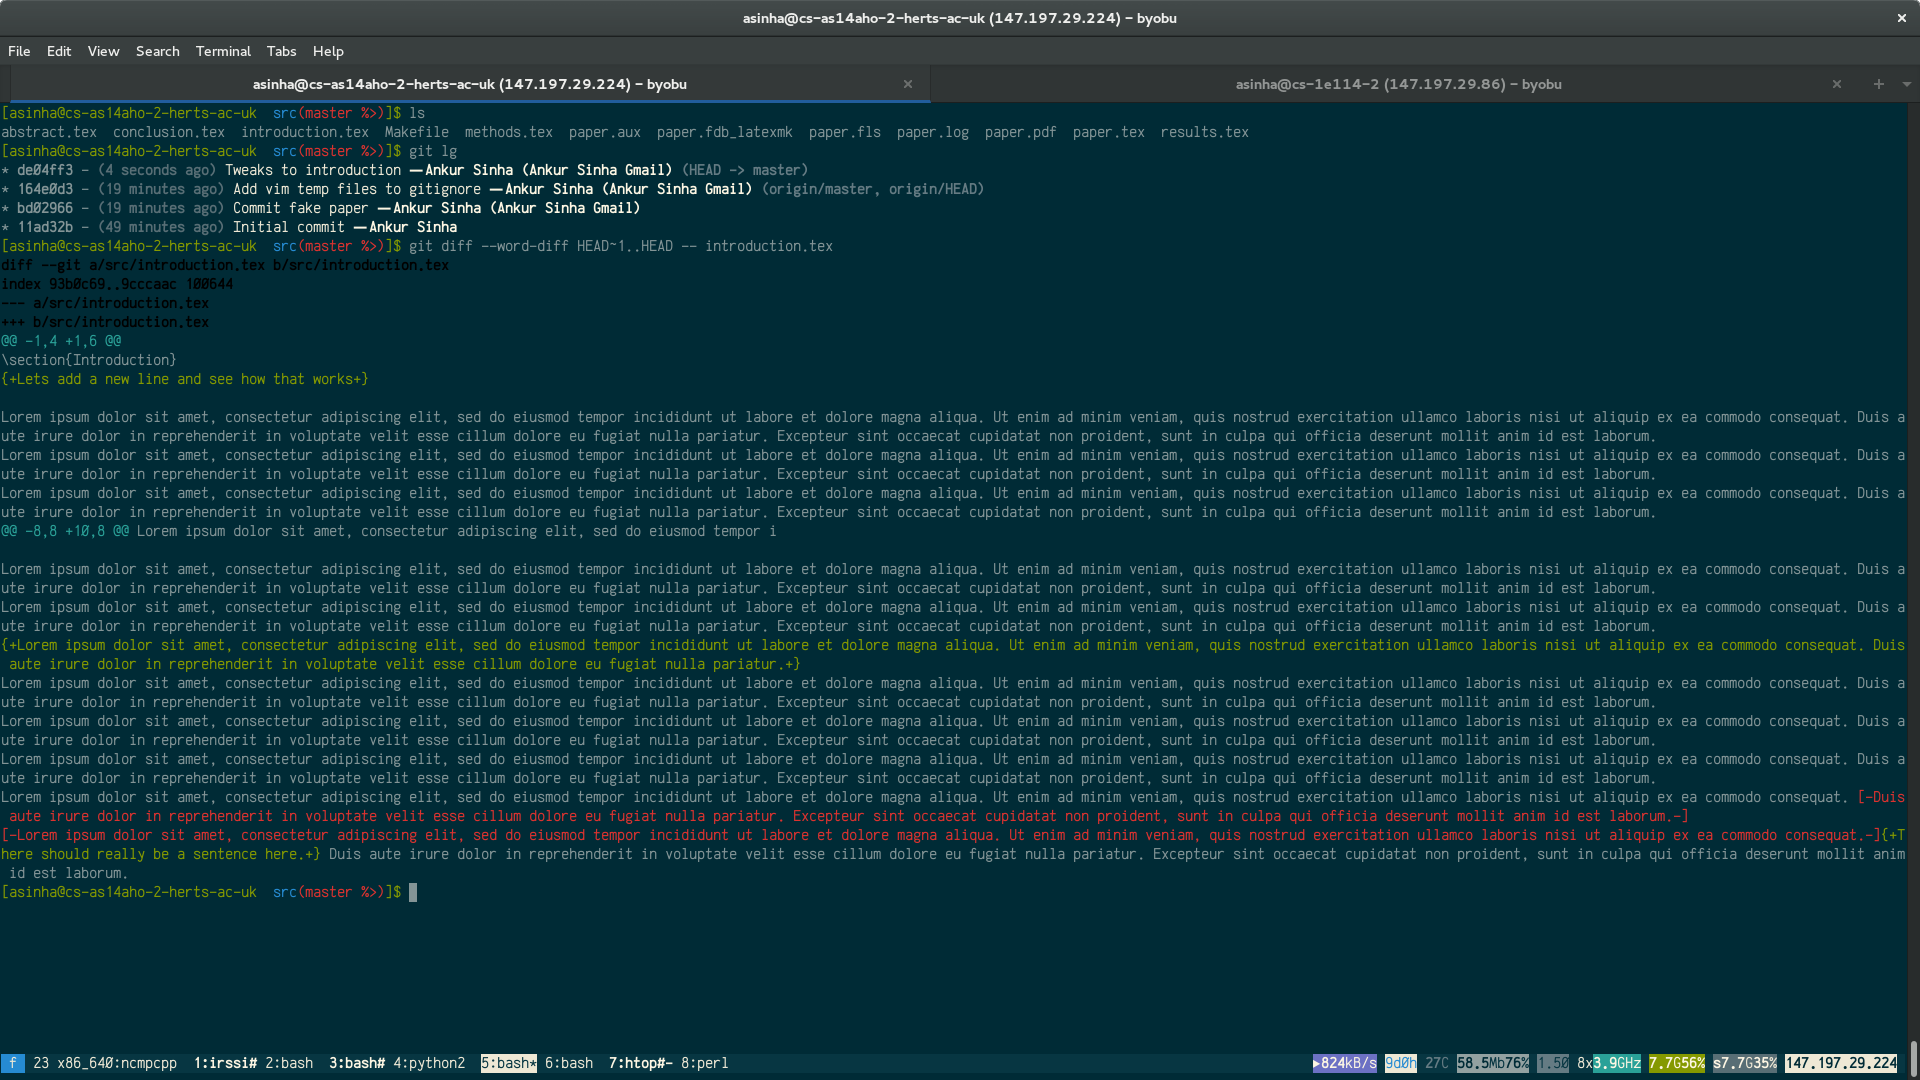 asinha@cs-as14aho-2-herts-ac-uk (147.197.29.224) – byobu
File Edit View Search Terminal Tabs Help
asinha@cs-as14aho-2-herts-ac-uk (147.197.29.224) – byobu asinha@cs-1e114-2 (147.197.29.86) – byobu
[asinha@cs-as14aho-2-herts-ac-uk  src(master %>)]$ ls
abstract.tex  conclusion.tex  introduction.tex  Makefile  methods.tex  paper.aux  paper.fdb_latexmk  paper.fls  paper.log  paper.pdf  paper.tex  results.tex
[asinha@cs-as14aho-2-herts-ac-uk  src(master %>)]$ git lg
* de04ff3 - (4 seconds ago) Tweaks to introduction —Ankur Sinha (Ankur Sinha Gmail) (HEAD -> master)
* 164e0d3 - (19 minutes ago) Add vim temp files to gitignore —Ankur Sinha (Ankur Sinha Gmail) (origin/master, origin/HEAD)
* bd02966 - (19 minutes ago) Commit fake paper —Ankur Sinha (Ankur Sinha Gmail)
* 11ad32b - (49 minutes ago) Initial commit —Ankur Sinha
[asinha@cs-as14aho-2-herts-ac-uk  src(master %>)]$ git diff --word-diff HEAD~1..HEAD -- introduction.tex
diff --git a/src/introduction.tex b/src/introduction.tex
index 93b0c69..9cccaac 100644
--- a/src/introduction.tex
+++ b/src/introduction.tex
@@ -1,4 +1,6 @@
\section{Introduction}
{+Lets add a new line and see how that works+}
Lorem ipsum dolor sit amet, consectetur adipiscing elit, sed do eiusmod tempor incididunt ut labore et dolore magna aliqua. Ut enim ad minim veniam, quis nostrud exercitation ullamco laboris nisi ut aliquip ex ea commodo consequat. Duis a
ute irure dolor in reprehenderit in voluptate velit esse cillum dolore eu fugiat nulla pariatur. Excepteur sint occaecat cupidatat non proident, sunt in culpa qui officia deserunt mollit anim id est laborum.
Lorem ipsum dolor sit amet, consectetur adipiscing elit, sed do eiusmod tempor incididunt ut labore et dolore magna aliqua. Ut enim ad minim veniam, quis nostrud exercitation ullamco laboris nisi ut aliquip ex ea commodo consequat. Duis a
ute irure dolor in reprehenderit in voluptate velit esse cillum dolore eu fugiat nulla pariatur. Excepteur sint occaecat cupidatat non proident, sunt in culpa qui officia deserunt mollit anim id est laborum.
Lorem ipsum dolor sit amet, consectetur adipiscing elit, sed do eiusmod tempor incididunt ut labore et dolore magna aliqua. Ut enim ad minim veniam, quis nostrud exercitation ullamco laboris nisi ut aliquip ex ea commodo consequat. Duis a
ute irure dolor in reprehenderit in voluptate velit esse cillum dolore eu fugiat nulla pariatur. Excepteur sint occaecat cupidatat non proident, sunt in culpa qui officia deserunt mollit anim id est laborum.
@@ -8,8 +10,8 @@ Lorem ipsum dolor sit amet, consectetur adipiscing elit, sed do eiusmod tempor i
Lorem ipsum dolor sit amet, consectetur adipiscing elit, sed do eiusmod tempor incididunt ut labore et dolore magna aliqua. Ut enim ad minim veniam, quis nostrud exercitation ullamco laboris nisi ut aliquip ex ea commodo consequat. Duis a
ute irure dolor in reprehenderit in voluptate velit esse cillum dolore eu fugiat nulla pariatur. Excepteur sint occaecat cupidatat non proident, sunt in culpa qui officia deserunt mollit anim id est laborum.
Lorem ipsum dolor sit amet, consectetur adipiscing elit, sed do eiusmod tempor incididunt ut labore et dolore magna aliqua. Ut enim ad minim veniam, quis nostrud exercitation ullamco laboris nisi ut aliquip ex ea commodo consequat. Duis a
ute irure dolor in reprehenderit in voluptate velit esse cillum dolore eu fugiat nulla pariatur. Excepteur sint occaecat cupidatat non proident, sunt in culpa qui officia deserunt mollit anim id est laborum.
{+Lorem ipsum dolor sit amet, consectetur adipiscing elit, sed do eiusmod tempor incididunt ut labore et dolore magna aliqua. Ut enim ad minim veniam, quis nostrud exercitation ullamco laboris nisi ut aliquip ex ea commodo consequat. Duis
 aute irure dolor in reprehenderit in voluptate velit esse cillum dolore eu fugiat nulla pariatur.+}
Lorem ipsum dolor sit amet, consectetur adipiscing elit, sed do eiusmod tempor incididunt ut labore et dolore magna aliqua. Ut enim ad minim veniam, quis nostrud exercitation ullamco laboris nisi ut aliquip ex ea commodo consequat. Duis a
ute irure dolor in reprehenderit in voluptate velit esse cillum dolore eu fugiat nulla pariatur. Excepteur sint occaecat cupidatat non proident, sunt in culpa qui officia deserunt mollit anim id est laborum.
Lorem ipsum dolor sit amet, consectetur adipiscing elit, sed do eiusmod tempor incididunt ut labore et dolore magna aliqua. Ut enim ad minim veniam, quis nostrud exercitation ullamco laboris nisi ut aliquip ex ea commodo consequat. Duis a
ute irure dolor in reprehenderit in voluptate velit esse cillum dolore eu fugiat nulla pariatur. Excepteur sint occaecat cupidatat non proident, sunt in culpa qui officia deserunt mollit anim id est laborum.
Lorem ipsum dolor sit amet, consectetur adipiscing elit, sed do eiusmod tempor incididunt ut labore et dolore magna aliqua. Ut enim ad minim veniam, quis nostrud exercitation ullamco laboris nisi ut aliquip ex ea commodo consequat. Duis a
ute irure dolor in reprehenderit in voluptate velit esse cillum dolore eu fugiat nulla pariatur. Excepteur sint occaecat cupidatat non proident, sunt in culpa qui officia deserunt mollit anim id est laborum.
Lorem ipsum dolor sit amet, consectetur adipiscing elit, sed do eiusmod tempor incididunt ut labore et dolore magna aliqua. Ut enim ad minim veniam, quis nostrud exercitation ullamco laboris nisi ut aliquip ex ea commodo consequat. [-Duis
 aute irure dolor in reprehenderit in voluptate velit esse cillum dolore eu fugiat nulla pariatur. Excepteur sint occaecat cupidatat non proident, sunt in culpa qui officia deserunt mollit anim id est laborum.-]
[-Lorem ipsum dolor sit amet, consectetur adipiscing elit, sed do eiusmod tempor incididunt ut labore et dolore magna aliqua. Ut enim ad minim veniam, quis nostrud exercitation ullamco laboris nisi ut aliquip ex ea commodo consequat.-]{+T
here should really be a sentence here.+} Duis aute irure dolor in reprehenderit in voluptate velit esse cillum dolore eu fugiat nulla pariatur. Excepteur sint occaecat cupidatat non proident, sunt in culpa qui officia deserunt mollit anim
 id est laborum.
[asinha@cs-as14aho-2-herts-ac-uk  src(master %>)]$
f 23 x86_640:ncmpcpp  1:irssi# 2:bash  3:bash# 4:python2  5:bash* 6:bash  7:htop#- 8:perl ▸824kB/s 9d0h 27C 58.5Mb76% 1.50 8x3.9GHz 7.7G56% s7.7G35% 147.197.29.224